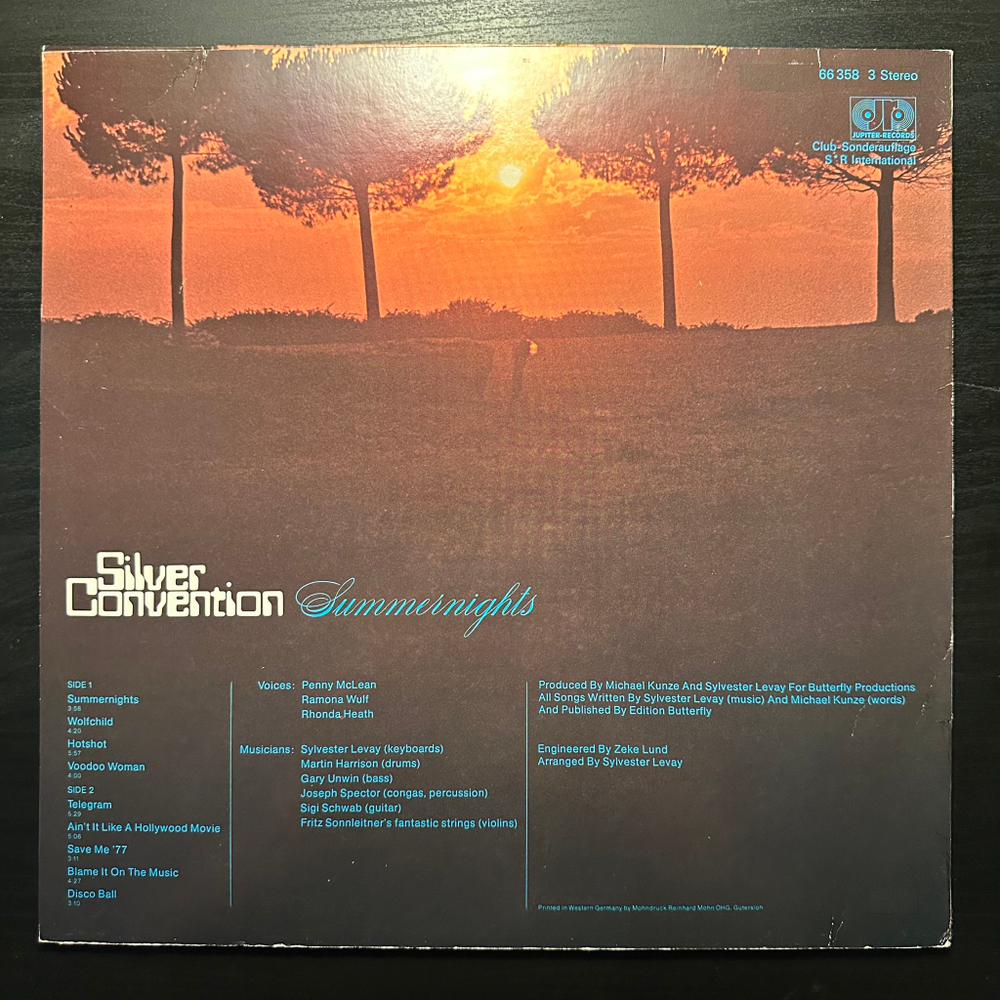 66 358 3 Stereo
jr
JUPITER-RECORDS
Club-Sonderauflage
S*R International
Silver
Convention
Summernights
SIDE 1
Summernights
3:56
Wolfchild
4:20
Hotshot
5:57
Voodoo Woman
4:00
SIDE 2
Telegram
5:29
Ain't It Like A Hollywood Movie
5:06
Save Me '77
3:11
Blame It On The Music
4:27
Disco Ball
3:10
Voices: Penny McLean
Ramona Wulf
Rhonda Heath
Musicians: Sylvester Levay (keyboards)
Martin Harrison (drums)
Gary Unwin (bass)
Joseph Spector (congas, percussion)
Sigi Schwab (guitar)
Fritz Sonnleitner's fantastic strings (violins)
Produced By Michael Kunze And Sylvester Levay For Butterfly Productions
All Songs Written By Sylvester Levay (music) And Michael Kunze (words)
And Published By Edition Butterfly
Engineered By Zeke Lund
Arranged By Sylvester Levay
Printed in Western Germany by Mohndruck Reinhard Mohn OHG, Gütersloh